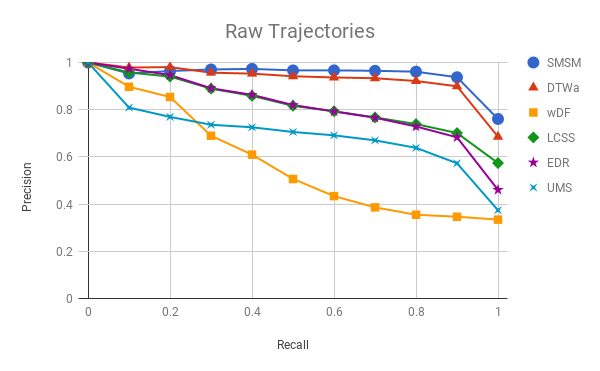 Raw Trajectories
1
0.8
0.6
0.4
0.2
0
Precision
0
0.2
0.4
0.6
0.8
1
Recall
SMSM
DTWa
wDF
LCSS
EDR
UMS